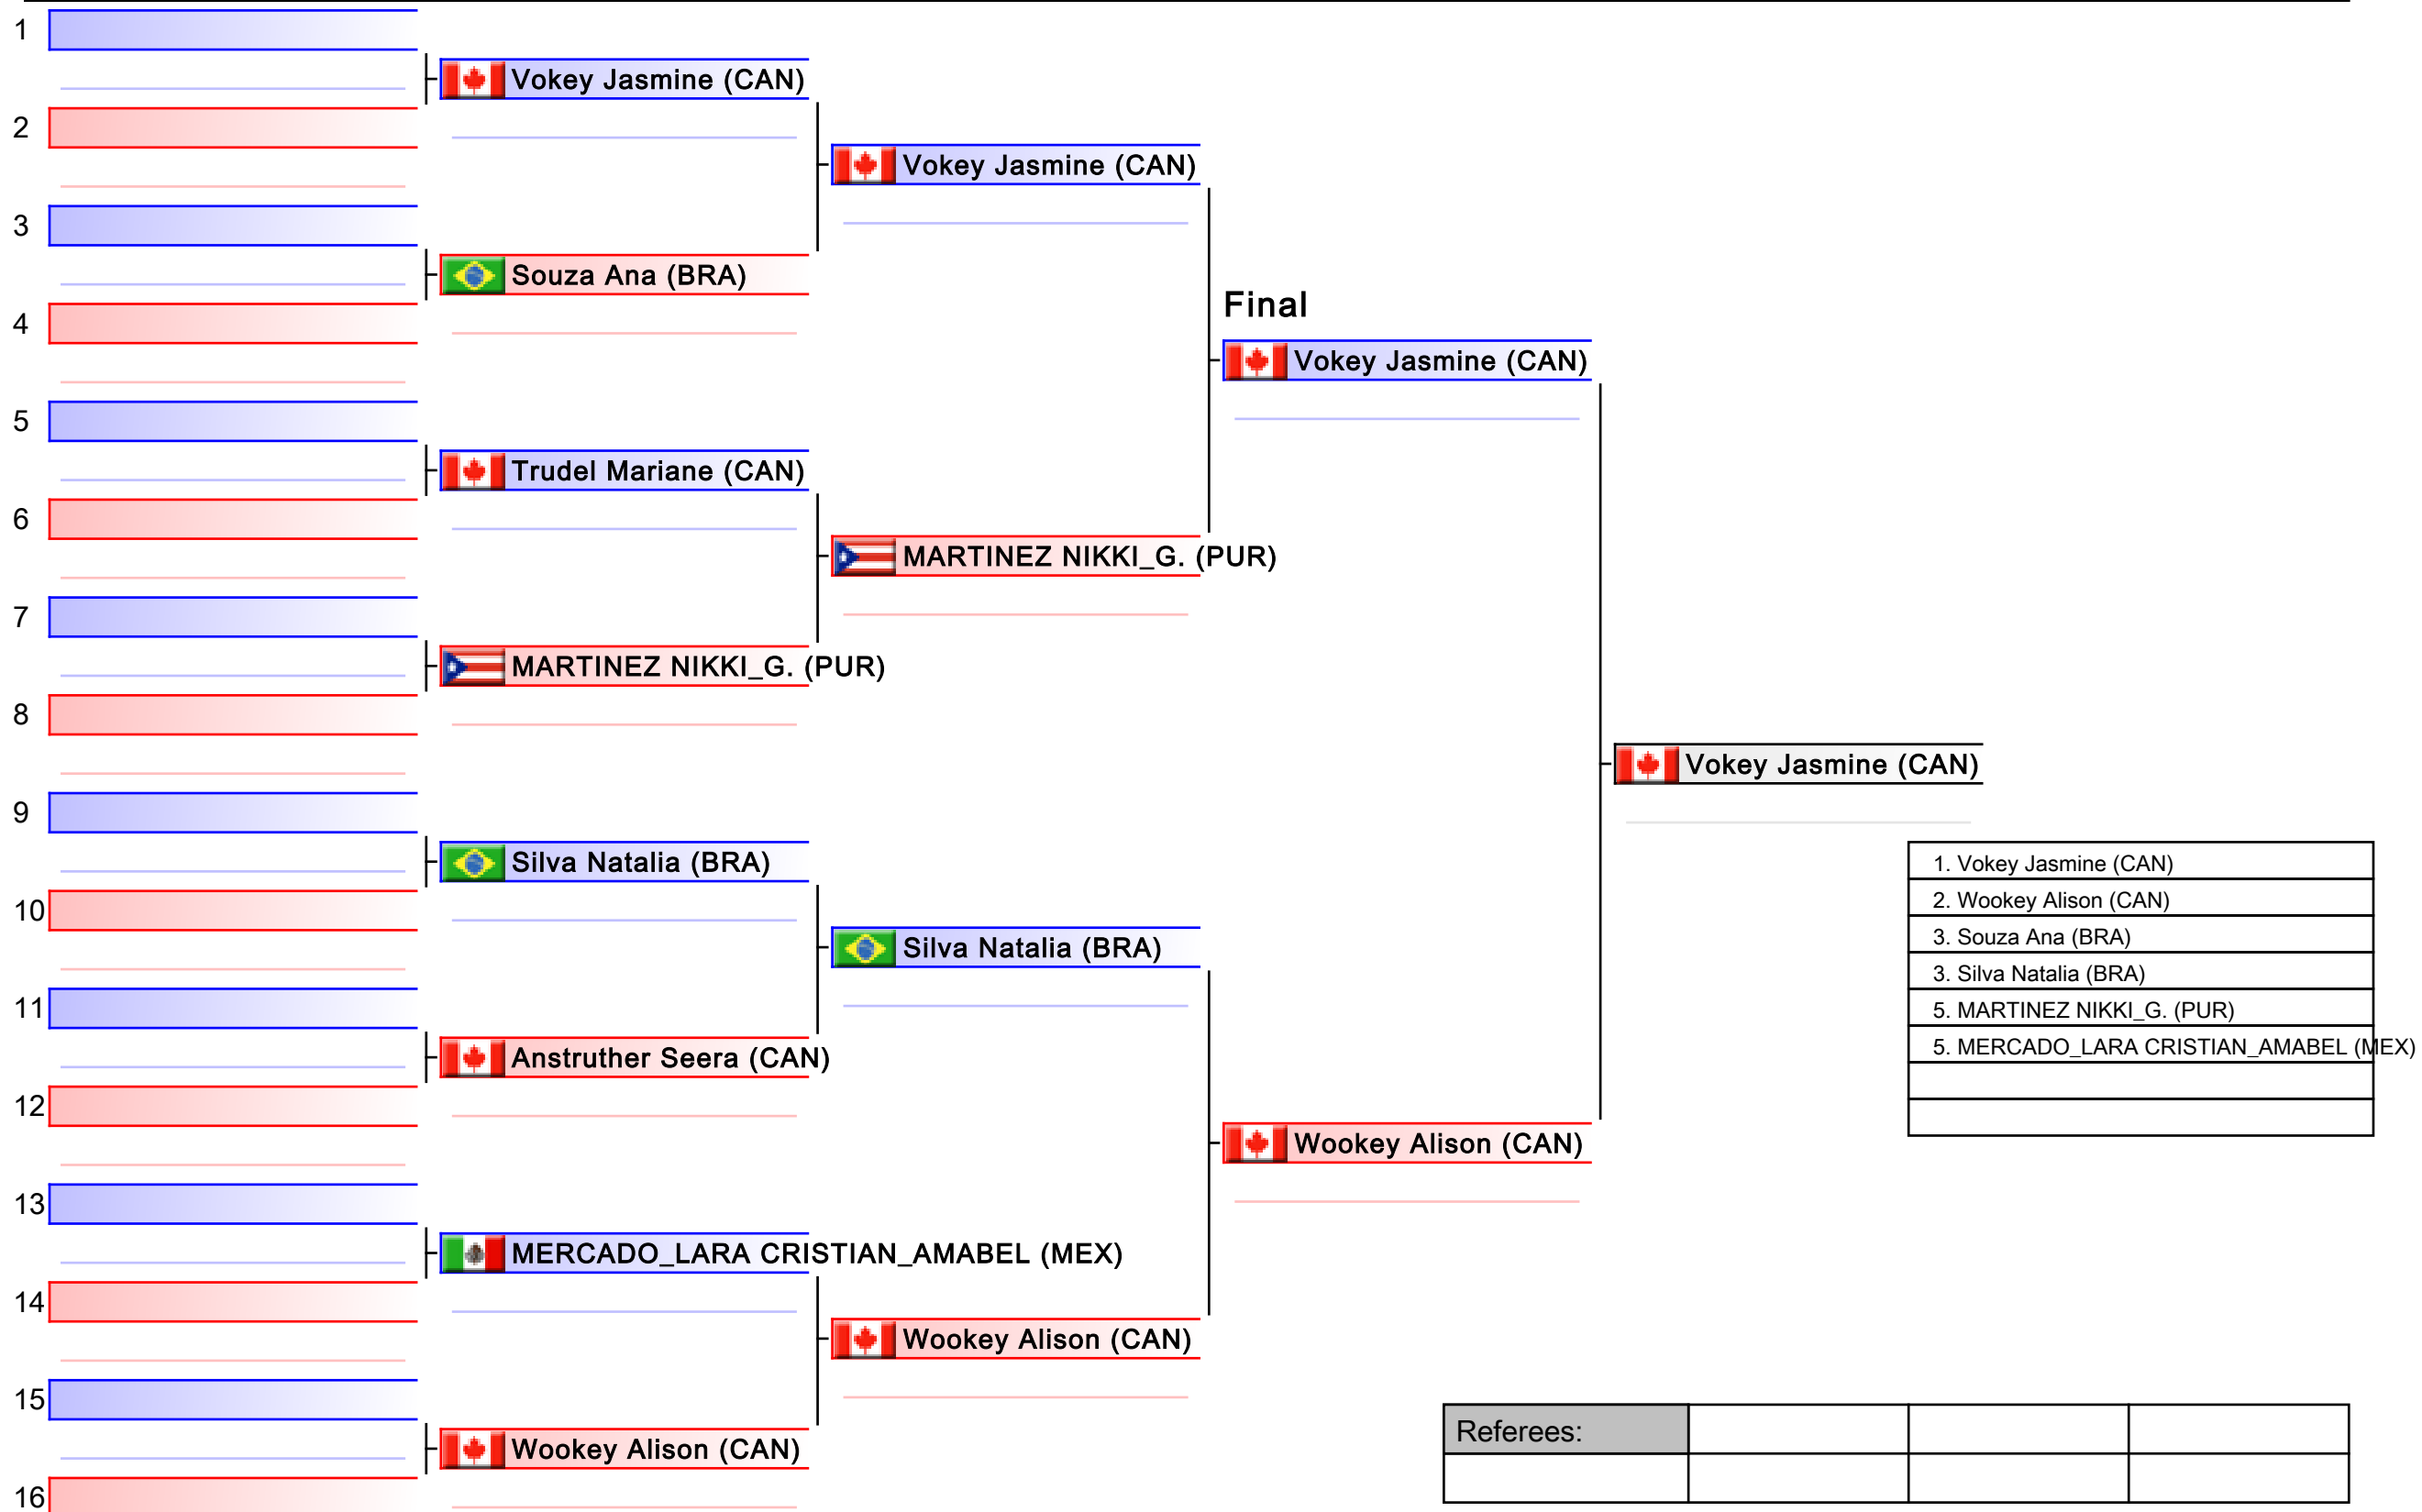 1
Vokey Jasmine (CAN)
2
Vokey Jasmine (CAN)
3
Souza Ana (BRA)
Final
4
Vokey Jasmine (CAN)
5
Trudel Mariane (CAN)
6
MARTINEZ NIKKI_G. (PUR)
7
MARTINEZ NIKKI_G. (PUR)
8
Vokey Jasmine (CAN)
9
Silva Natalia (BRA)
1. Vokey Jasmine (CAN)
2. Wookey Alison (CAN)
10
3. Souza Ana (BRA)
Silva Natalia (BRA)
3. Silva Natalia (BRA)
11
5. MARTINEZ NIKKI_G. (PUR)
Anstruther Seera (CAN)
5. MERCADO_LARA CRISTIAN_AMABEL (MEX)
12
Wookey Alison (CAN)
13
MERCADO_LARA CRISTIAN_AMABEL (MEX)
14
Wookey Alison (CAN)
15
Referees:
Wookey Alison (CAN)
16